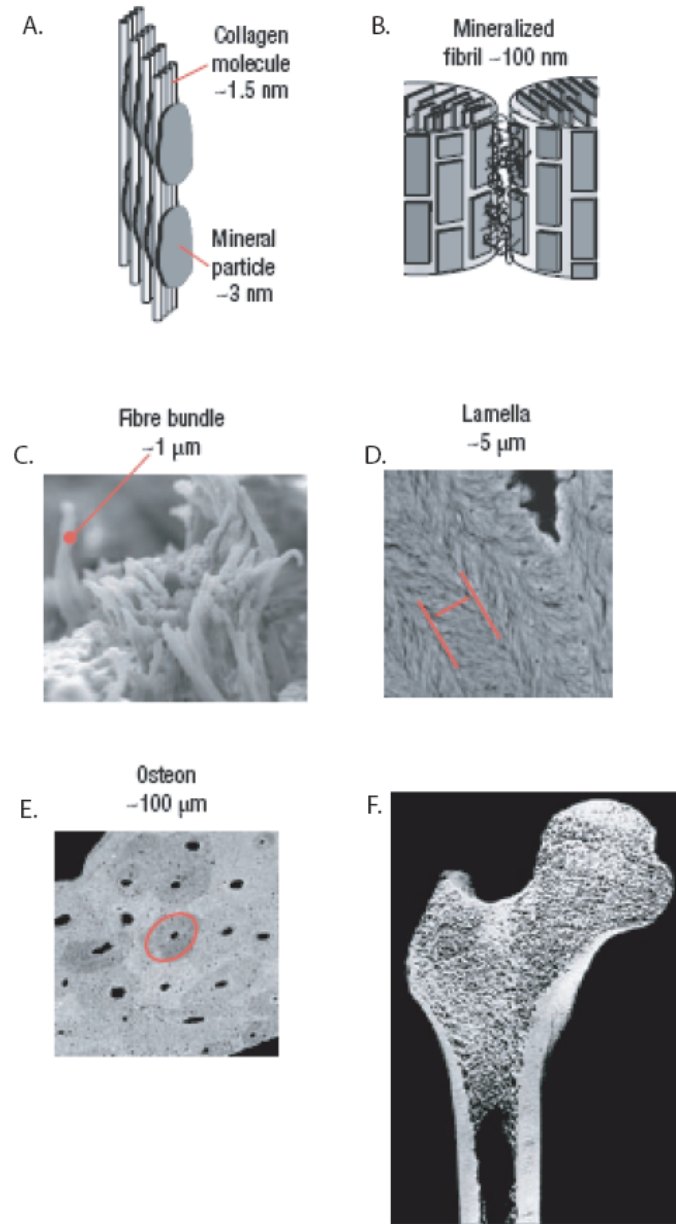 A.
Collagen
molecule
~1.5 nm
Mineral
particle
~3 nm
B.
Mineralized
fibril ~100 nm
C.
Fibre bundle
~1 µm
D.
Lamella
~5 µm
E.
Osteon
~100 µm
F.